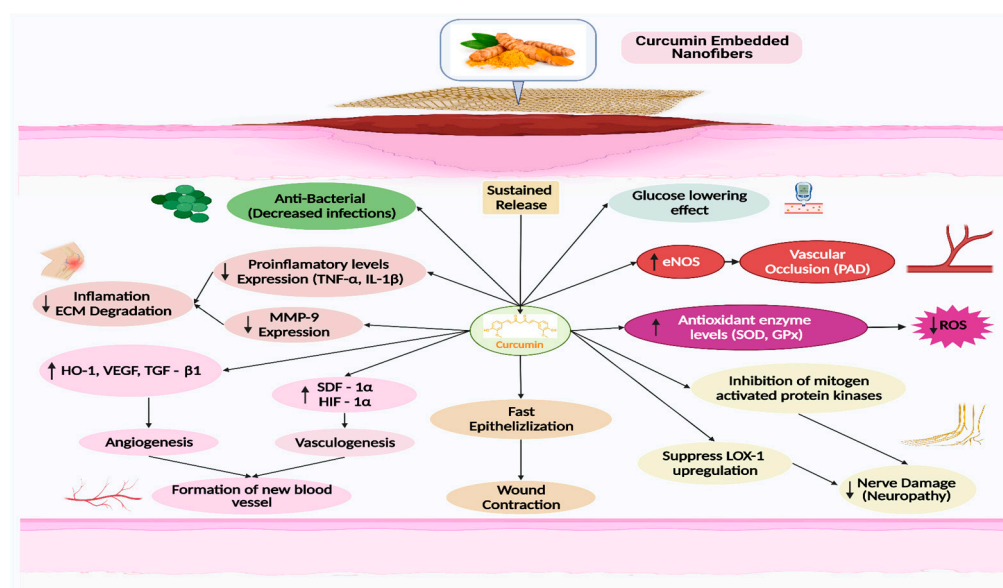 Curcumin Embedded
Nanofibers
Sustained
Release
Anti-Bacterial
(Decreased infections)
Glucose lowering
effect
↓ Proinflamatory levels
Expression (TNF-α, IL-1β)
↑ eNOS
Vascular
Occlusion (PAD)
↓ Inflamation
ECM Degradation
↓ MMP-9
Expression
Curcumin
↑ Antioxidant enzyme
levels (SOD, GPx)
↓ ROS
↑ HO-1, VEGF, TGF - β1
↑ SDF - 1α
HIF - 1α
Fast
Epithelizlization
Inhibition of mitogen
activated protein kinases
Angiogenesis
Vasculogenesis
Suppress LOX-1
upregulation
Formation of new blood
vessel
Wound
Contraction
↓ Nerve Damage
(Neuropathy)